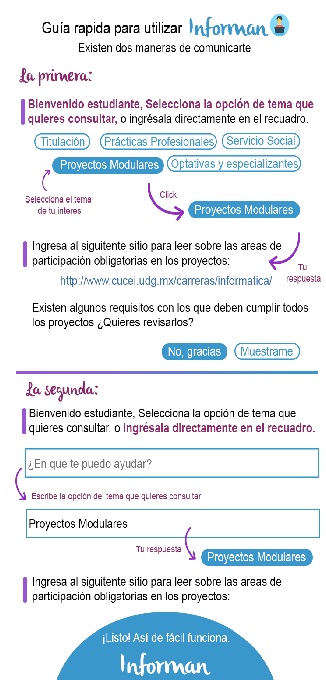 Guía rapida para utilizar Informan
Existen dos maneras de comunicarte
La primera:
Bienvenido estudiante, Selecciona la opción de tema que
quieres consultar, o ingrésala directamente en el recuadro.
Titulación Prácticas Profesionales Servicio Social
Proyectos Modulares Optativas y especializantes
Selecciona el tema
de tu interes
Click
Proyectos Modulares
Ingresa al siguitente sitio para leer sobre las areas de
participación obligatorias en los proyectos:
Tu
respuesta
http://www.cucei.udg.mx/carreras/informatica/
Existen algunos requisitos con los que deben cumplir todos
los proyectos ¿Quieres revisarlos?
No, gracias Muestrame
La segunda:
Bienvenido estudiante, Selecciona la opción de tema que
quieres consultar, o Ingrésala directamente en el recuadro.
¿En que te puedo ayudar?
Escribe la opción del tema que quieres consultar
Proyectos Modulares
Tu respuesta
Proyectos Modulares
Ingresa al siguitente sitio para leer sobre las areas de
participación obligatorias en los proyectos:
¡Listo! Así de fácil funciona.
Informan